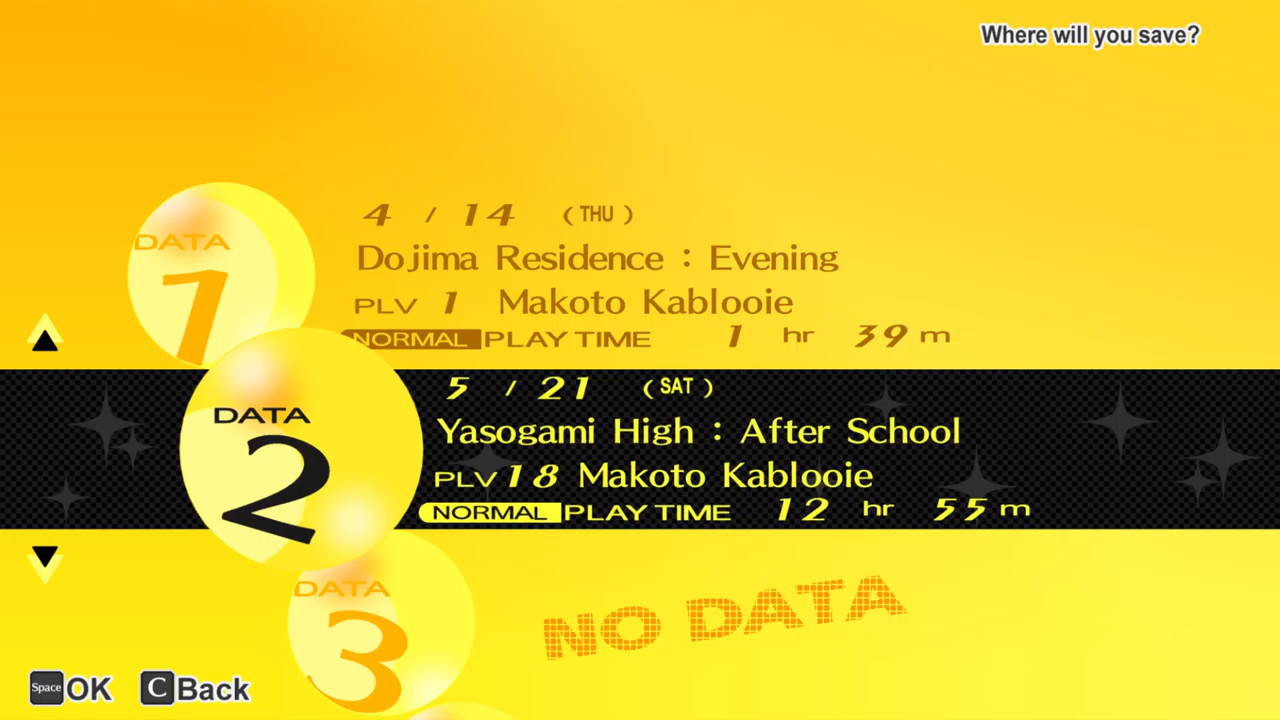 Where will you save?
DATA
1
4 / 14 (THU)
Dojima Residence : Evening
PLV 1 Makoto Kablooie
NORMAL PLAY TIME 1 hr 39 m
DATA
2
5 / 21 (SAT)
Yasogami High : After School
PLV 18 Makoto Kablooie
NORMAL PLAY TIME 12 hr 55 m
DATA
3
NO DATA
Space OK C Back